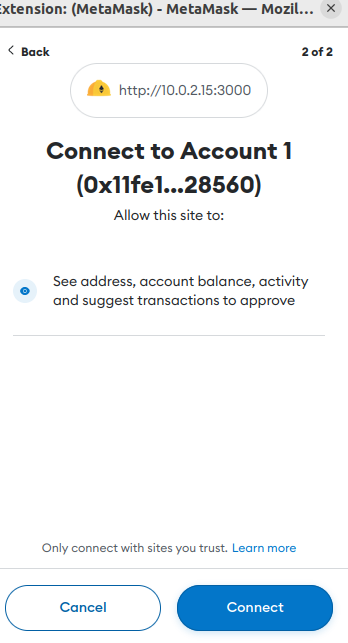 Extension: (MetaMask) - MetaMask — Mozil...
Back
2 of 2
http://10.0.2.15:3000
Connect to Account 1
(0x11fe1...28560)
Allow this site to:
See address, account balance, activity
and suggest transactions to approve
Only connect with sites you trust. Learn more
Cancel
Connect